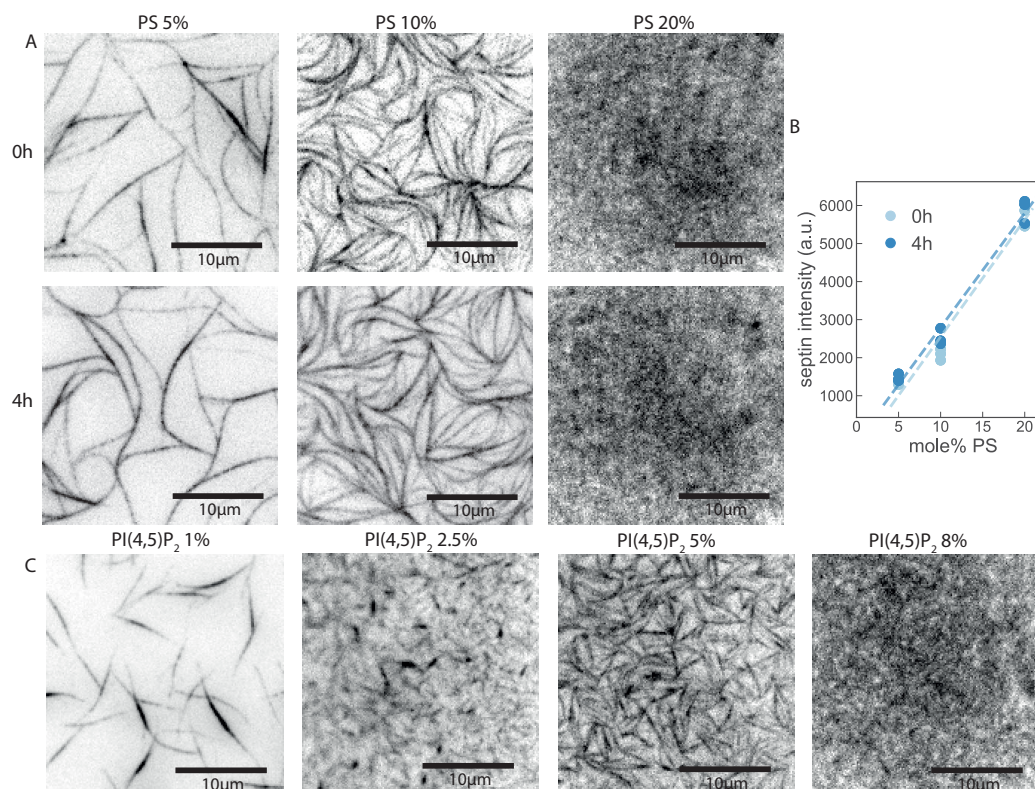 PS 5% PS 10% PS 20%
A
0h
10μm 10μm 10μm
4h
10μm 10μm 10μm
B
septin intensity (a.u.)
6000
5000
4000
3000
2000
1000
0h
4h
0 5 10 15 20
mole% PS
PI(4,5)P₂ 1% PI(4,5)P₂ 2.5% PI(4,5)P₂ 5% PI(4,5)P₂ 8%
C
10μm 10μm 10μm 10μm